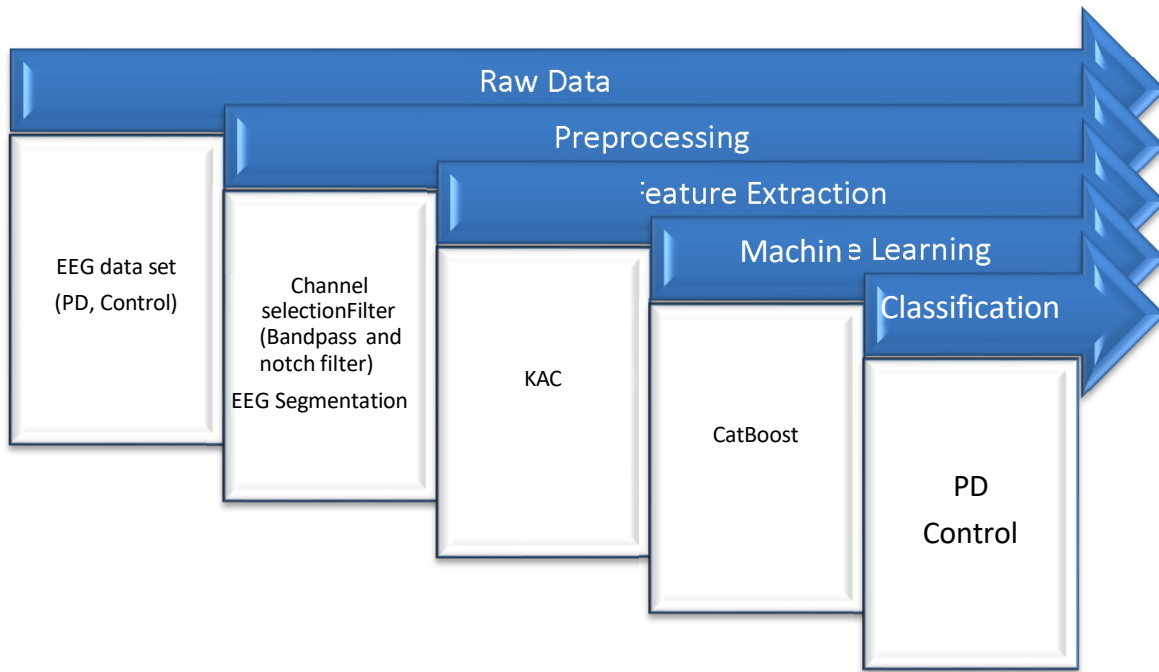 Raw Data
Preprocessing
Feature Extraction
Machine Learning
Classification
EEG data set
(PD, Control)
Channel
selectionFilter
(Bandpass and
notch filter)
EEG Segmentation
KAC
CatBoost
PD
Control